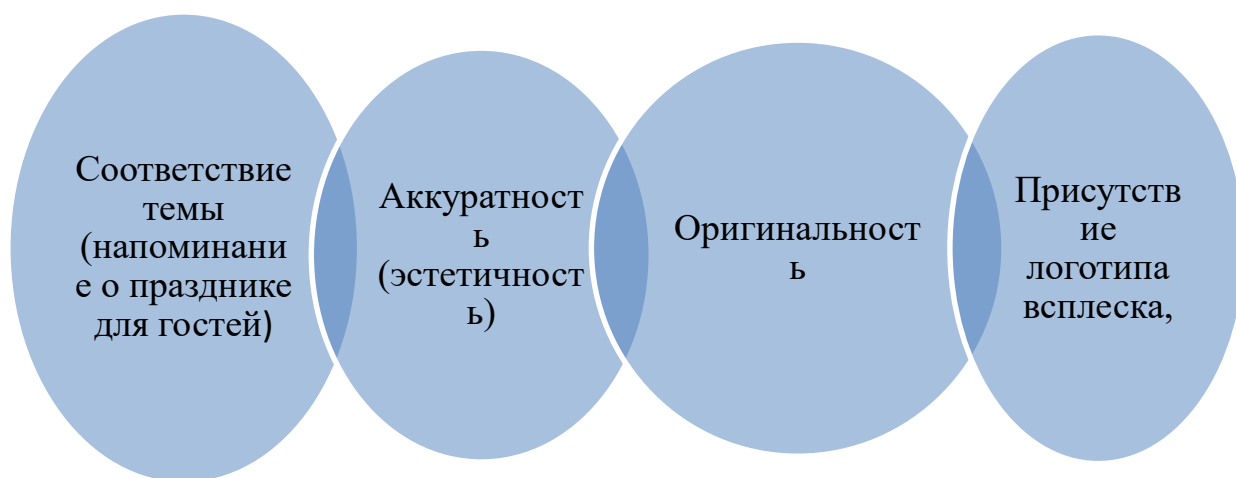 Соответствие
темы
(напоминани
е о празднике
для гостей)
Аккуратност
ь
(эстетичност
ь)
Оригинальност
ь
Присутств
ие
логотипа
всплеска,